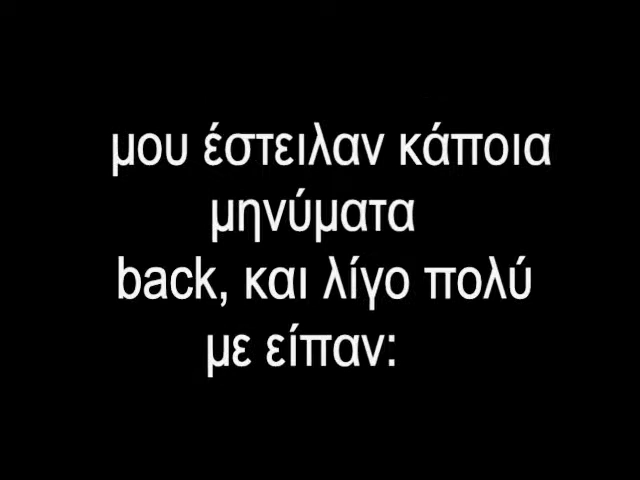 μου έστειλαν κάποια
μηνύματα
back, και λίγο πολύ
με είπαν: